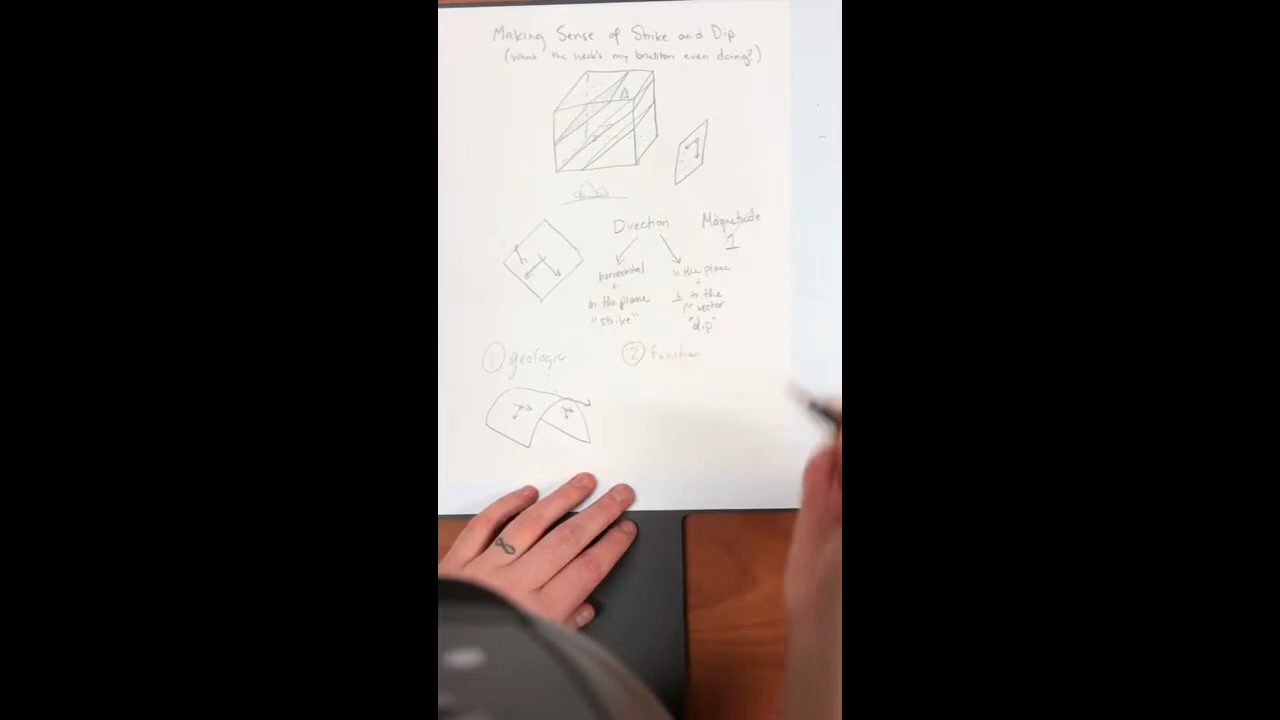 Making Sense of Strike and Dip
(What the heck's my brunton even doing?)
Direction
Magnetude
1
horizontal
+
in the plane
"strike"
in the plane
+
⊥ to the
1st vector
"dip"
① geologic
② Function